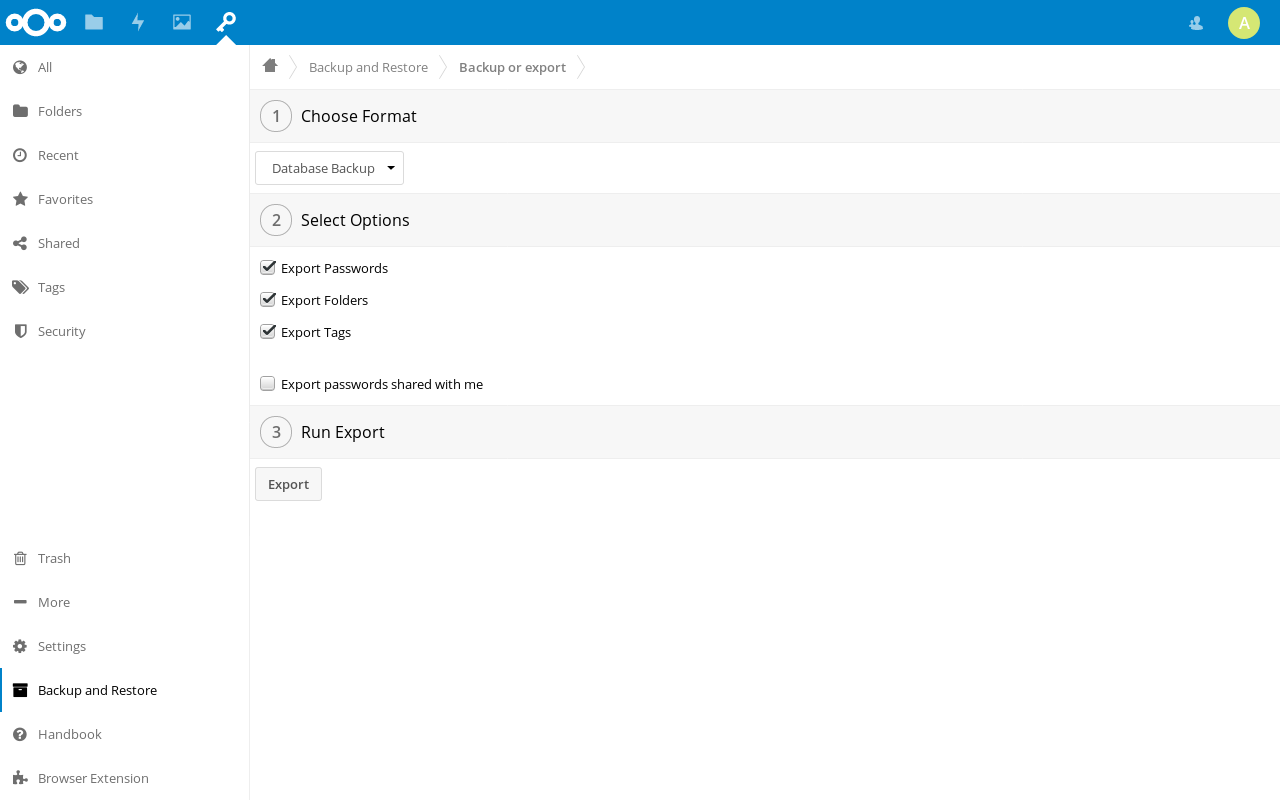 A
All
Folders
Recent
Favorites
Shared
Tags
Security
Trash
More
Settings
Backup and Restore
Handbook
Browser Extension
Backup and Restore
Backup or export
1 Choose Format
Database Backup
2 Select Options
Export Passwords
Export Folders
Export Tags
Export passwords shared with me
3 Run Export
Export